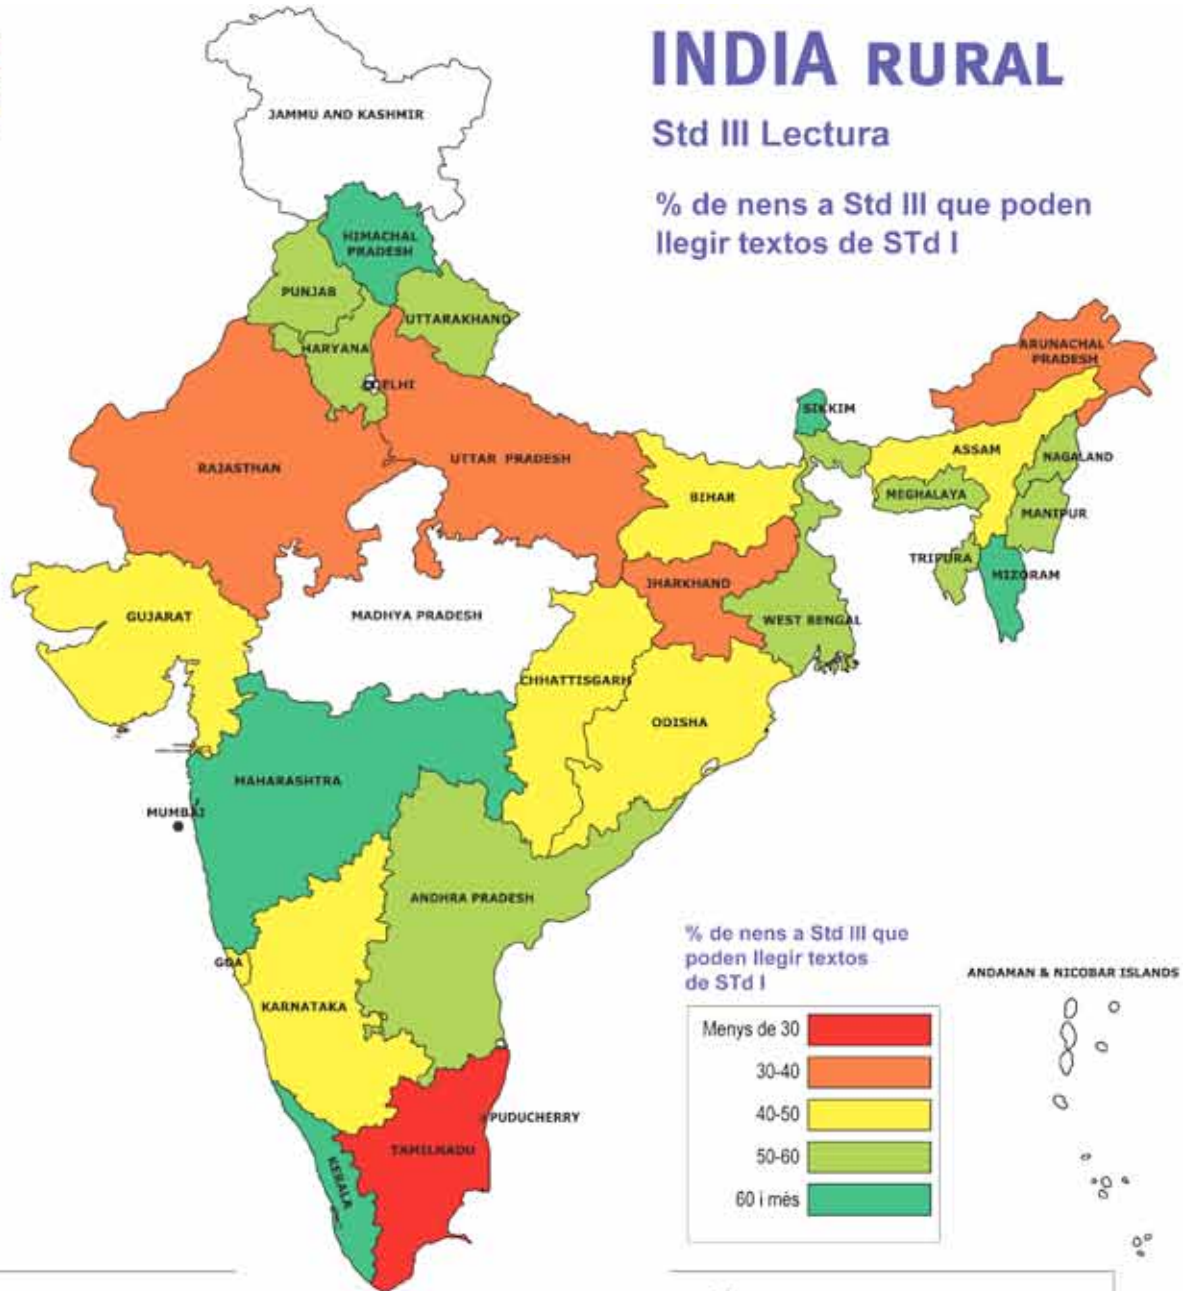 INDIA RURAL
Std III Lectura
% de nens a Std III que poden
llegir textos de STd I
JAMMU AND KASHMIR
HIMACHAL
PRADESH
PUNJAB
UTTARAKHAND
HARYANA
DELHI
ARUNACHAL
PRADESH
SIKKIM
RAJASTHAN
UTTAR PRADESH
ASSAM
NAGALAND
BIHAR
MEGHALAYA
MANIPUR
TRIPURA
MIZORAM
JHARKHAND
GUJARAT
MADHYA PRADESH
WEST BENGAL
CHHATTISGARH
ODISHA
MAHARASHTRA
MUMBAI
ANDHRA PRADESH
GOA
KARNATAKA
PUDUCHERRY
TAMILNADU
KERALA
% de nens a Std III que
poden llegir textos
de STd I
Menys de 30
30-40
40-50
50-60
60 i més
ANDAMAN & NICOBAR ISLANDS